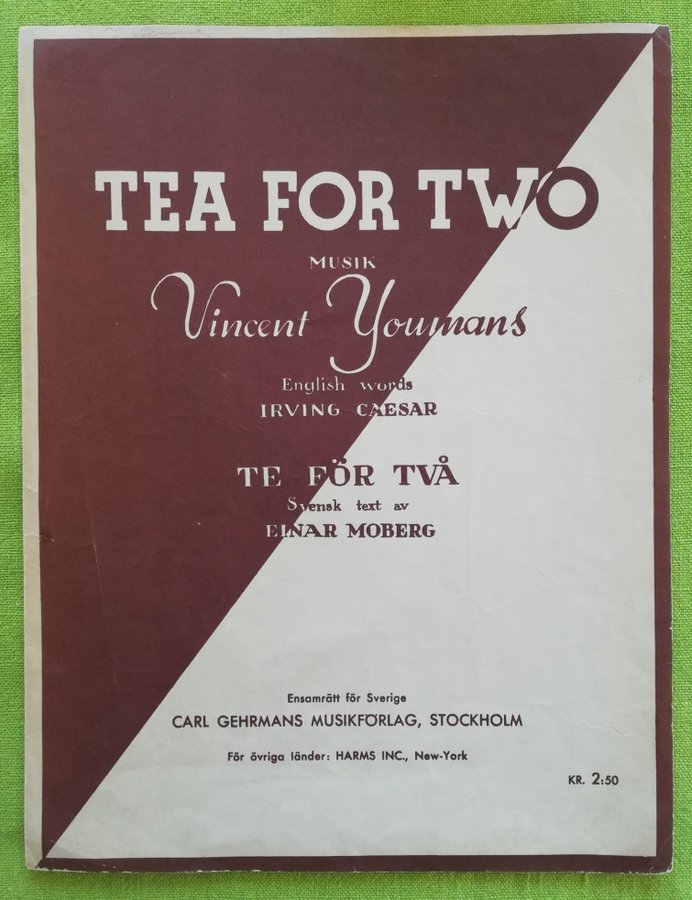 TEA FOR TWO
MUSIK
Vincent Youmans
English words
IRVING CAESAR
TE FÖR TVÅ
Svensk text av
EINAR MOBERG
Ensamrätt för Sverige
CARL GEHRMANS MUSIKFÖRLAG, STOCKHOLM
För övriga länder: HARMS INC., New-York
KR. 2:50